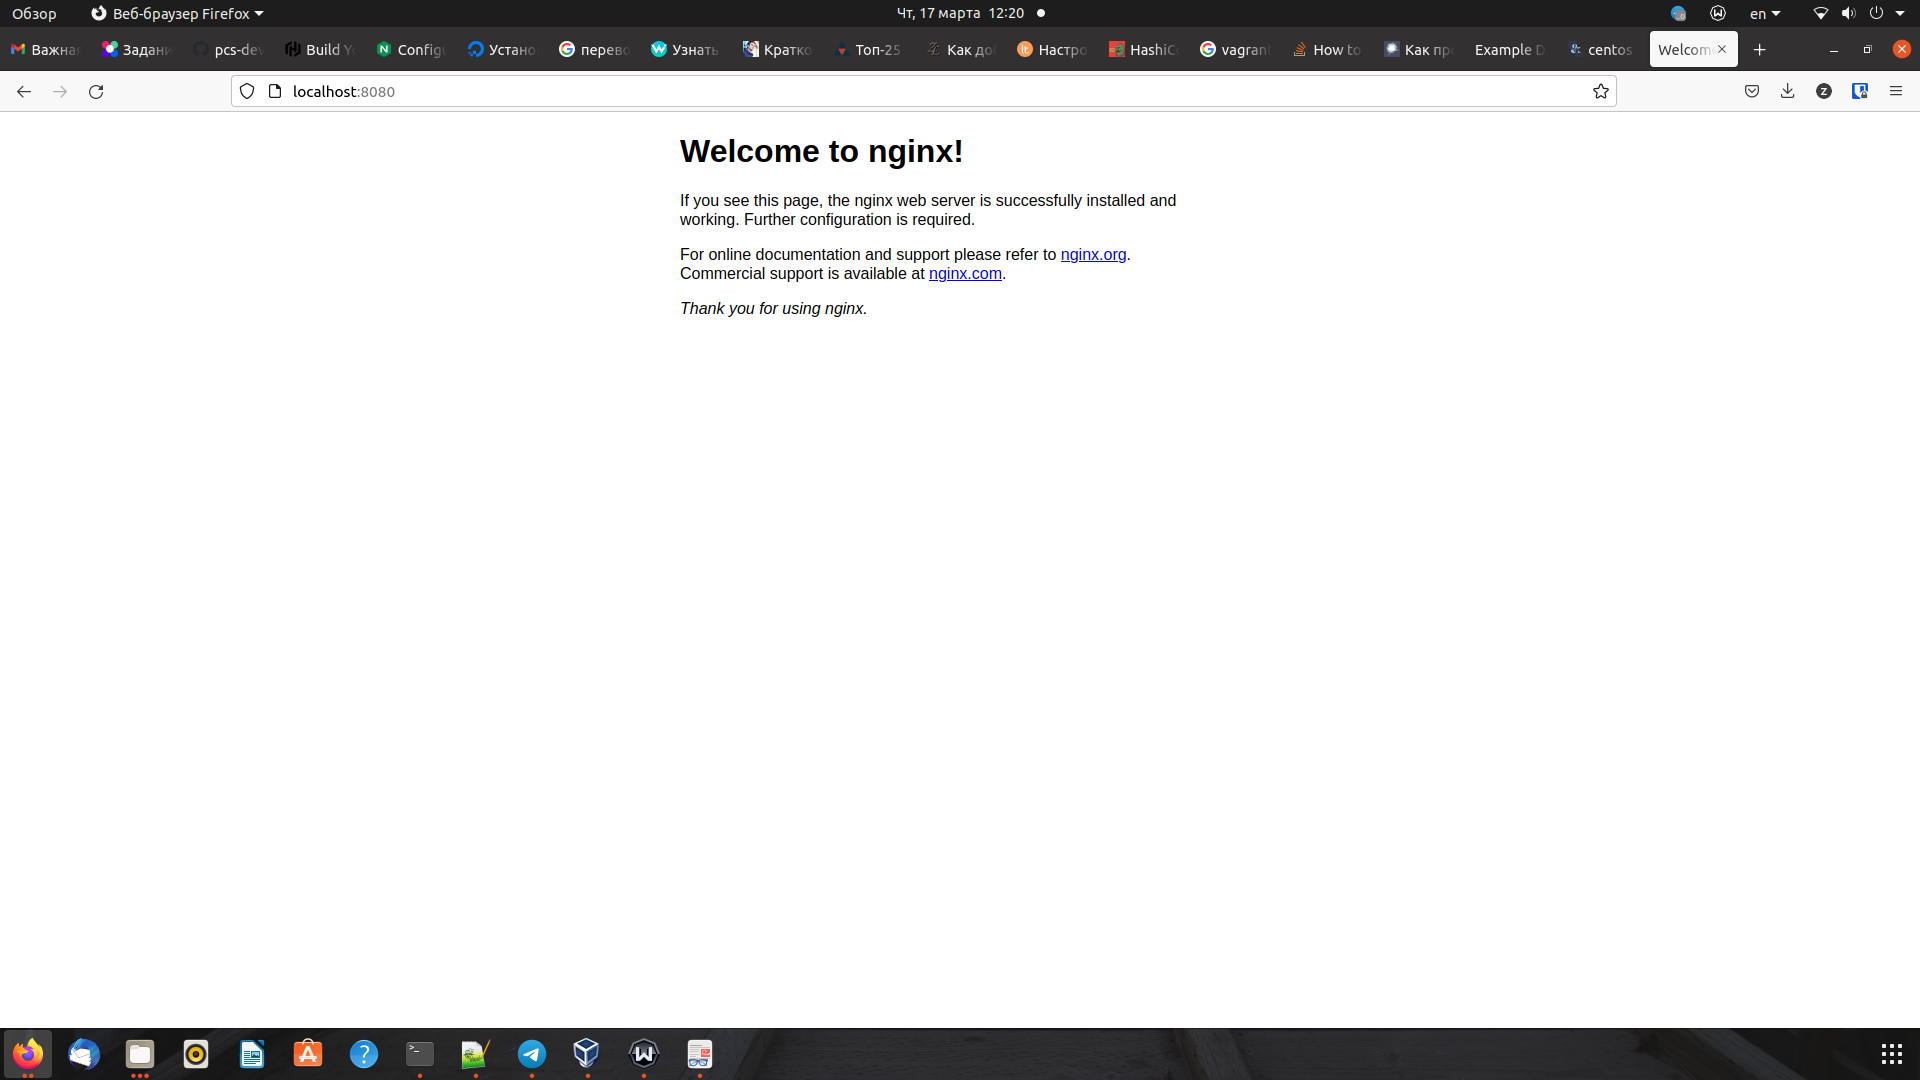 Обзор
Веб-браузер Firefox
Чт, 17 марта 12:20
en
Важна
Задани
pcs-dev
Build Y
Config
Устано
перево
Узнать
Кратко
Топ-25
Как до
Настро
HashiC
vagrant
How to
Как пр
Example D
centos
Welcom
localhost:8080
Welcome to nginx!
If you see this page, the nginx web server is successfully installed and
working. Further configuration is required.
For online documentation and support please refer to nginx.org.
Commercial support is available at nginx.com.
Thank you for using nginx.